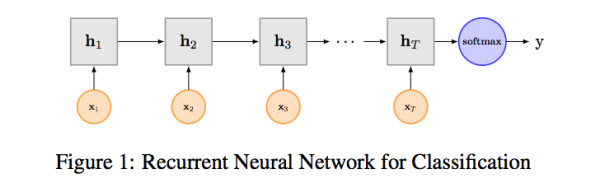 h1 h2 h3 ··· hT softmax y
x1 x2 x3 xT
Figure 1: Recurrent Neural Network for Classification